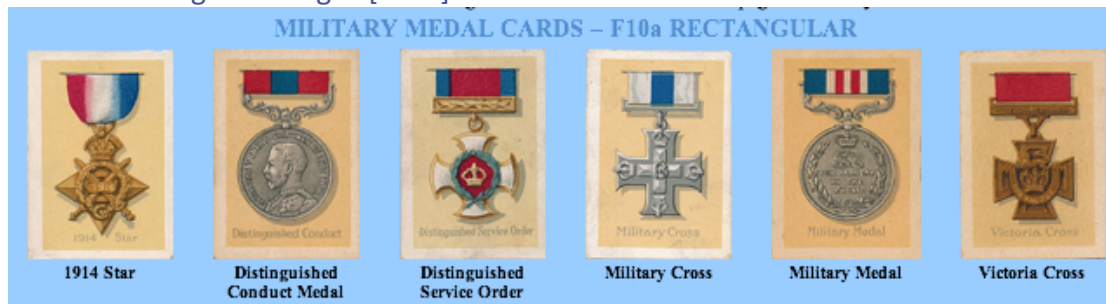 MILITARY MEDAL CARDS – F10a RECTANGULAR
1914 Star
Distinguished Conduct
Distinguished Service Order
Military Cross
Military Medal
Victoria Cross
1914 Star
Distinguished
Conduct Medal
Distinguished
Service Order
Military Cross
Military Medal
Victoria Cross